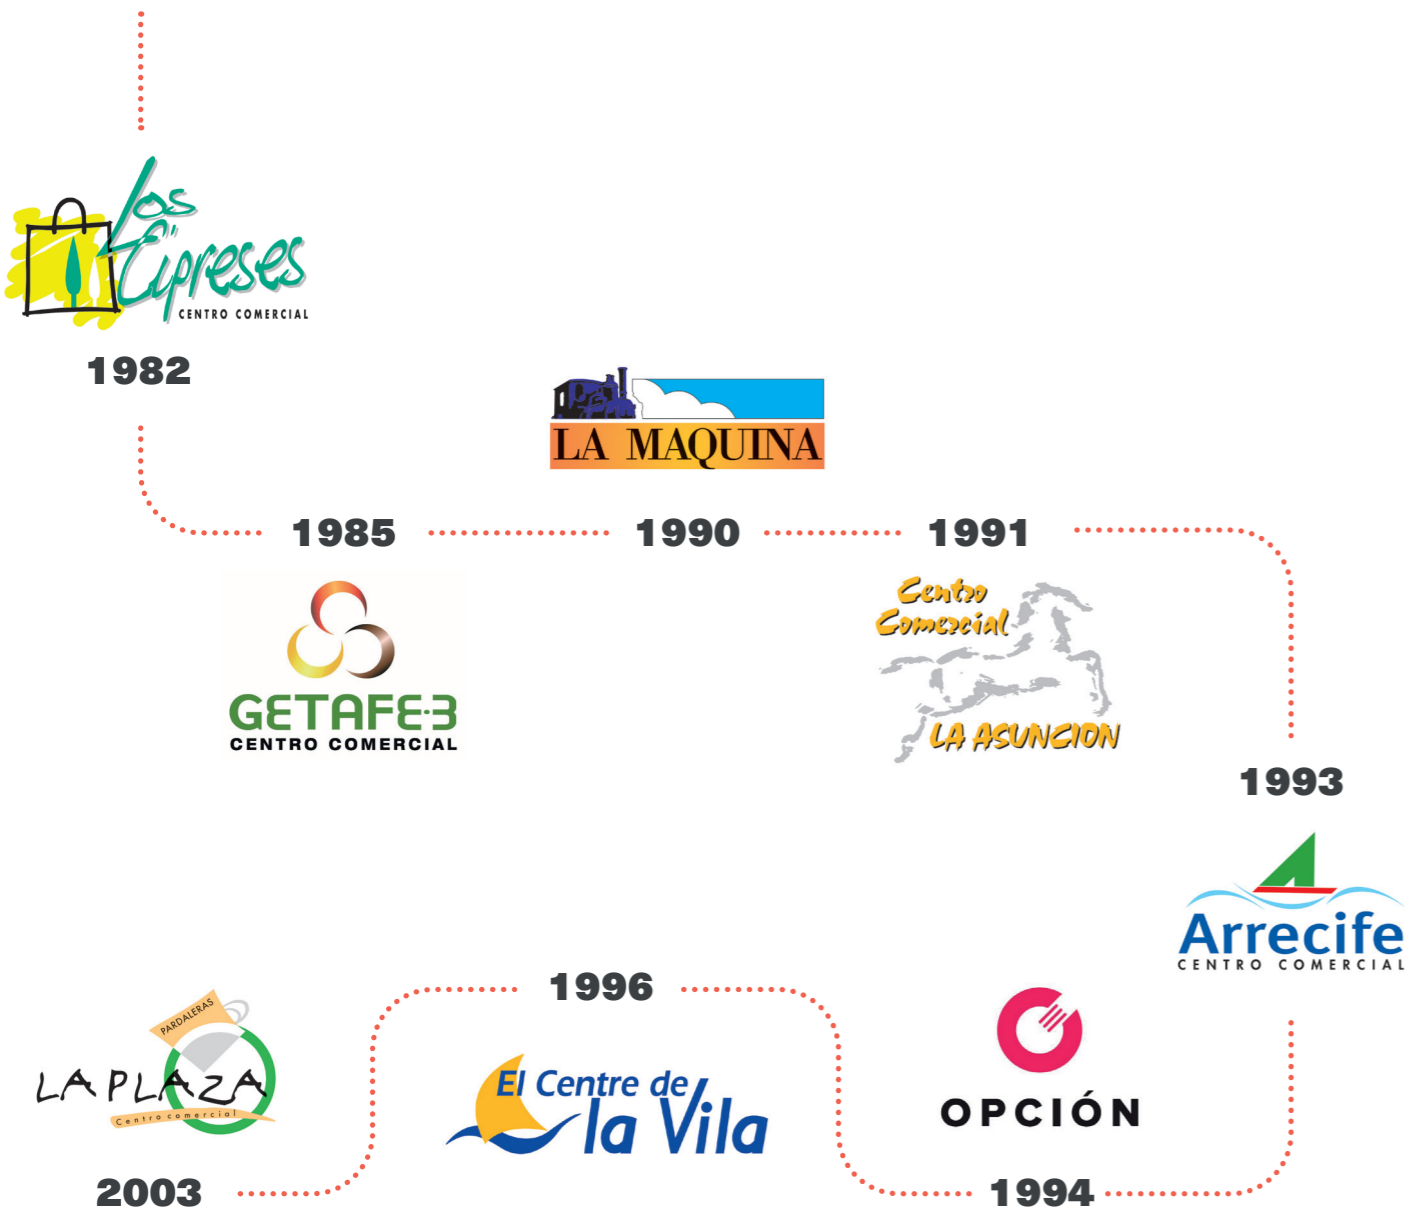 Los
Cipreses
CENTRO COMERCIAL
1982
LA MAQUINA
1985
1990
1991
GETAFE-3
CENTRO COMERCIAL
Centro
Comercial
LA ASUNCION
1993
Arrecife
CENTRO COMERCIAL
1996
PARDALERAS
LA PLAZA
Centro comercial
El Centre de
la Vila
OPCIÓN
2003
1994